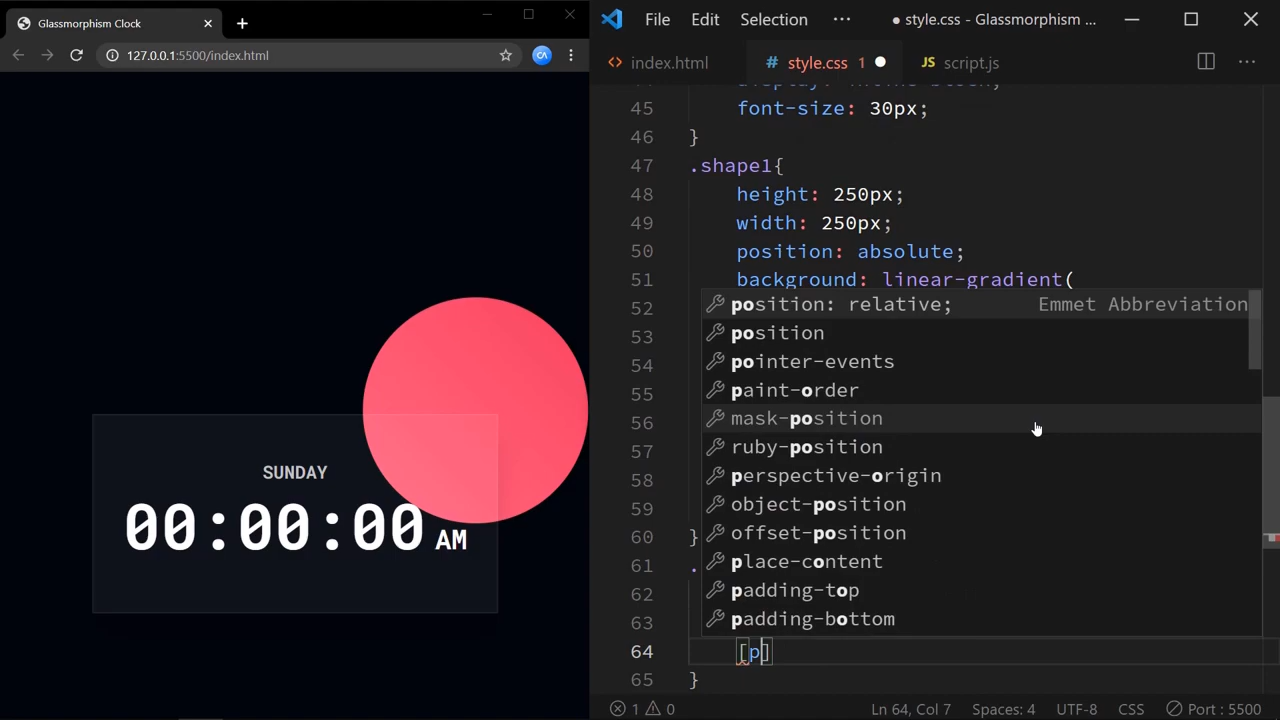 Glassmorphism Clock
127.0.0.1:5500/index.html
SUNDAY
00:00:00 AM
File Edit Selection ··· ● style.css - Glassmorphism ...
<> index.html # style.css 1 ● JS script.js ···
45 font-size: 30px;
46 }
47 .shape1{
48 height: 250px;
49 width: 250px;
50 position: absolute;
51 background: linear-gradient(
52 position: relative; Emmet Abbreviation
53 position
54 pointer-events
55 paint-order
56 mask-position
57 ruby-position
58 perspective-origin
59 object-position
60 } offset-position
61 . place-content
62 padding-top
63 padding-bottom
64 [p]
65 }
1 0 Ln 64, Col 7 Spaces: 4 UTF-8 CSS Port : 5500